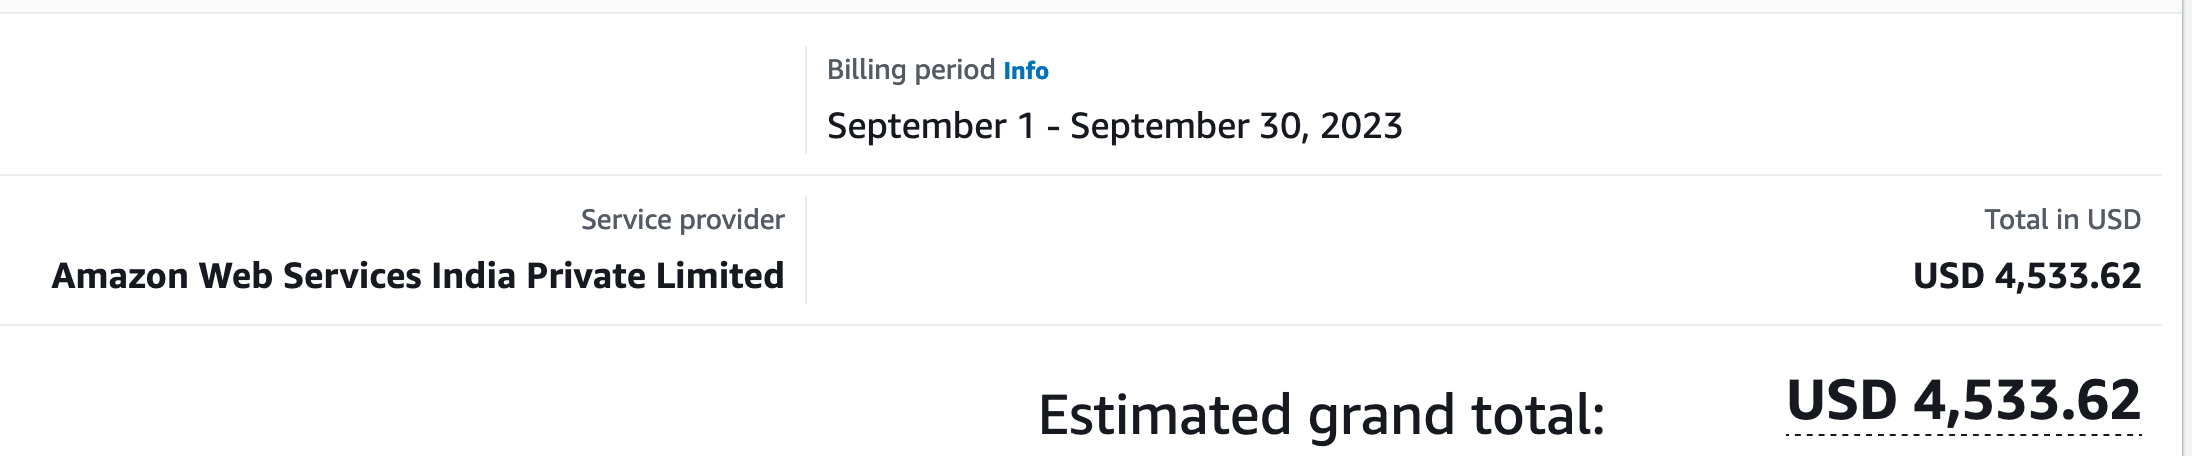 Billing period Info
September 1 - September 30, 2023
Service provider
Amazon Web Services India Private Limited
Total in USD
USD 4,533.62
Estimated grand total:
USD 4,533.62